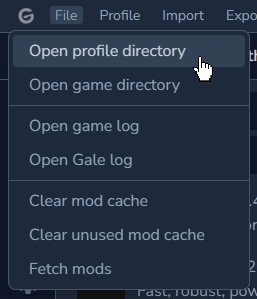 File Profile Import
Open profile directory
Open game directory
Open game log
Open Gale log
Clear mod cache
Clear unused mod cache
Fetch mods
Fast, robust, pow